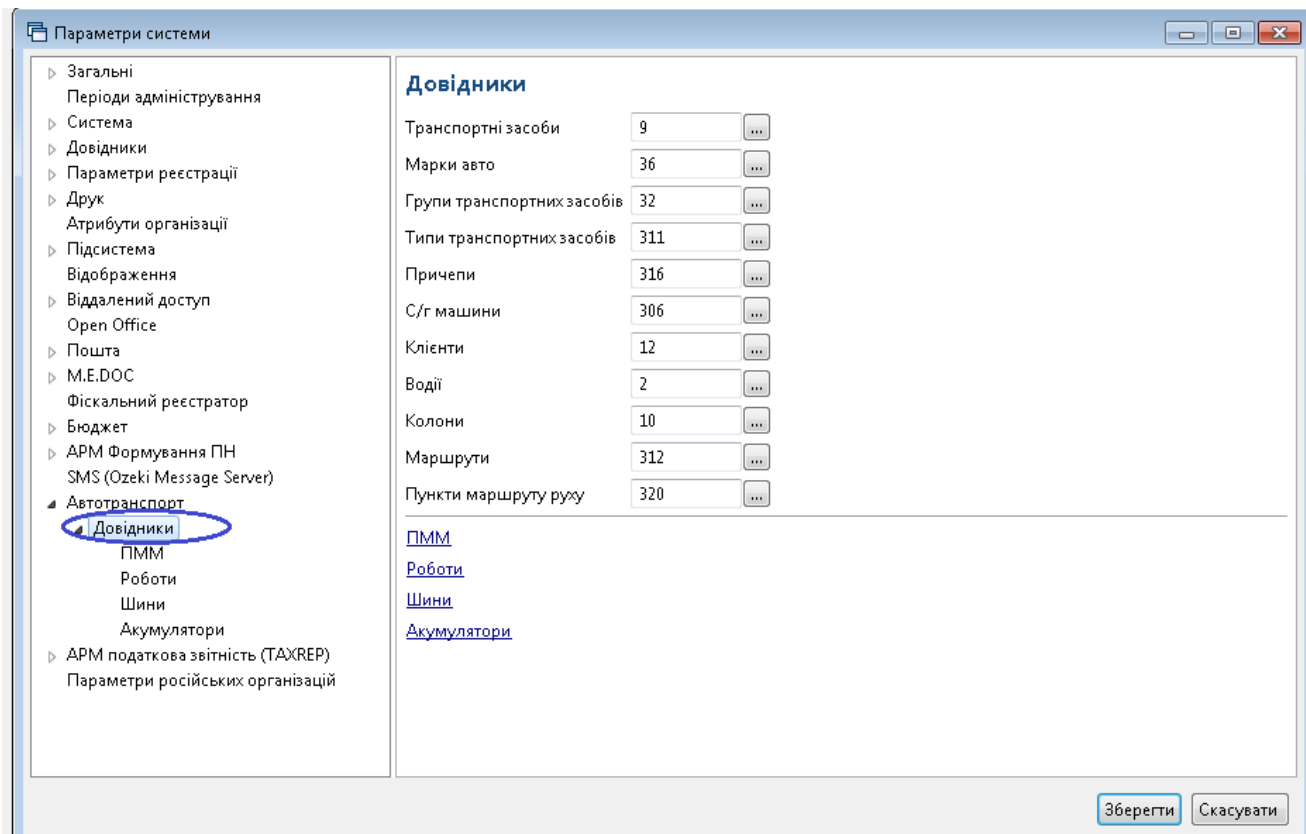 Параметри системи
Загальні
Періоди адміністрування
Система
Довідники
Параметри реєстрації
Друк
Атрибути організації
Підсистема
Відображення
Віддалений доступ
Open Office
Пошта
M.E.DOC
Фіскальний реєстратор
Бюджет
АРМ Формування ПН
SMS (Ozeki Message Server)
Автотранспорт
Довідники
ПММ
Роботи
Шини
Акумулятори
АРМ податкова звітність (TAXREP)
Параметри російських організацій
Довідники
Транспортні засоби 9 ...
Марки авто 36 ...
Групи транспортних засобів 32 ...
Типи транспортних засобів 311 ...
Причепи 316 ...
С/г машини 306 ...
Клієнти 12 ...
Водії 2 ...
Колони 10 ...
Маршрути 312 ...
Пункти маршруту руху 320 ...
ПММ
Роботи
Шини
Акумулятори
Зберегти Скасувати